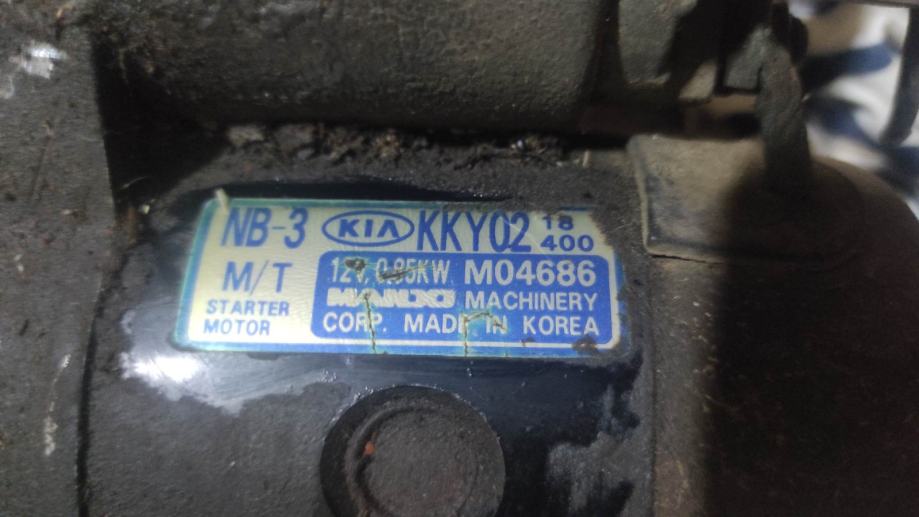 NB-3 KIA KKY02 18 400
M/T 12V, 0.85KW M04686
STARTER MANDO MACHINERY
MOTOR CORP. MADE IN KOREA